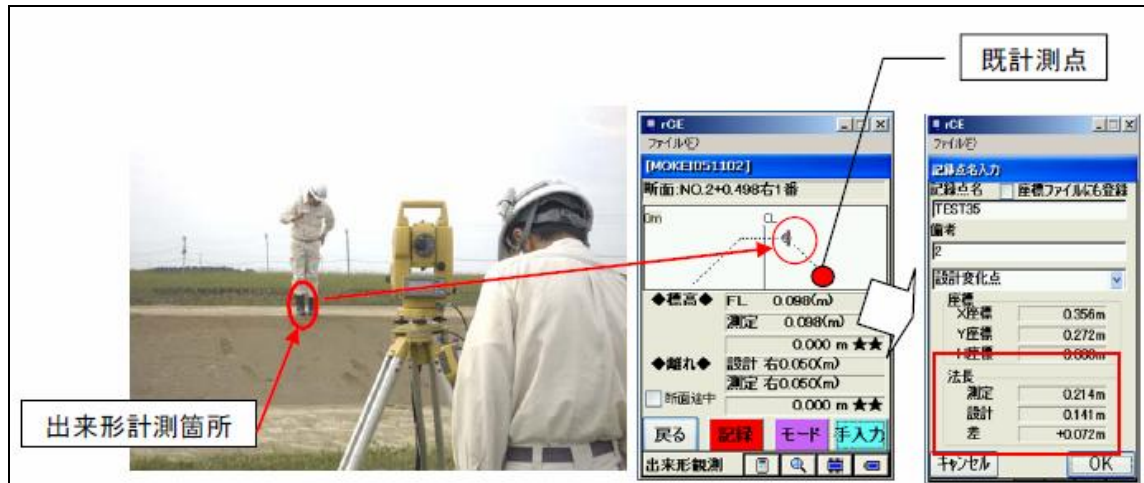 既計測点
出来形計測箇所
rCE
ファイル(F)
[MOKEI051102]
断面:NO.2+0.498右1番
0m
CL
◆標高◆ FL 0.098(m)
測定 0.098(m)
0.000 m ★★
◆離れ◆ 設計 右0.050(m)
測定 右0.050(m)
断面途中
0.000 m ★★
戻る 記録 モード 手入力
出来形観測
rCE
ファイル(F)
記録点名入力
記録点名 座標ファイルにも登録
TEST35
備考
2
設計変化点
座標
X座標 0.356m
Y座標 0.272m
法長
測定 0.214m
設計 0.141m
差 +0.072m
キャンセル OK